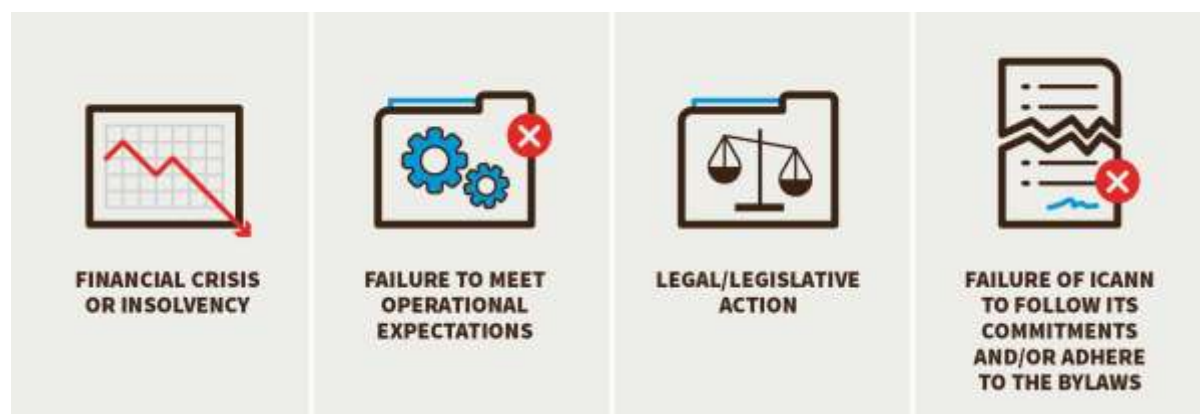 FINANCIAL CRISIS
OR INSOLVENCY
FAILURE TO MEET
OPERATIONAL
EXPECTATIONS
LEGAL/LEGISLATIVE
ACTION
FAILURE OF ICANN
TO FOLLOW ITS
COMMITMENTS
AND/OR ADHERE
TO THE BYLAWS